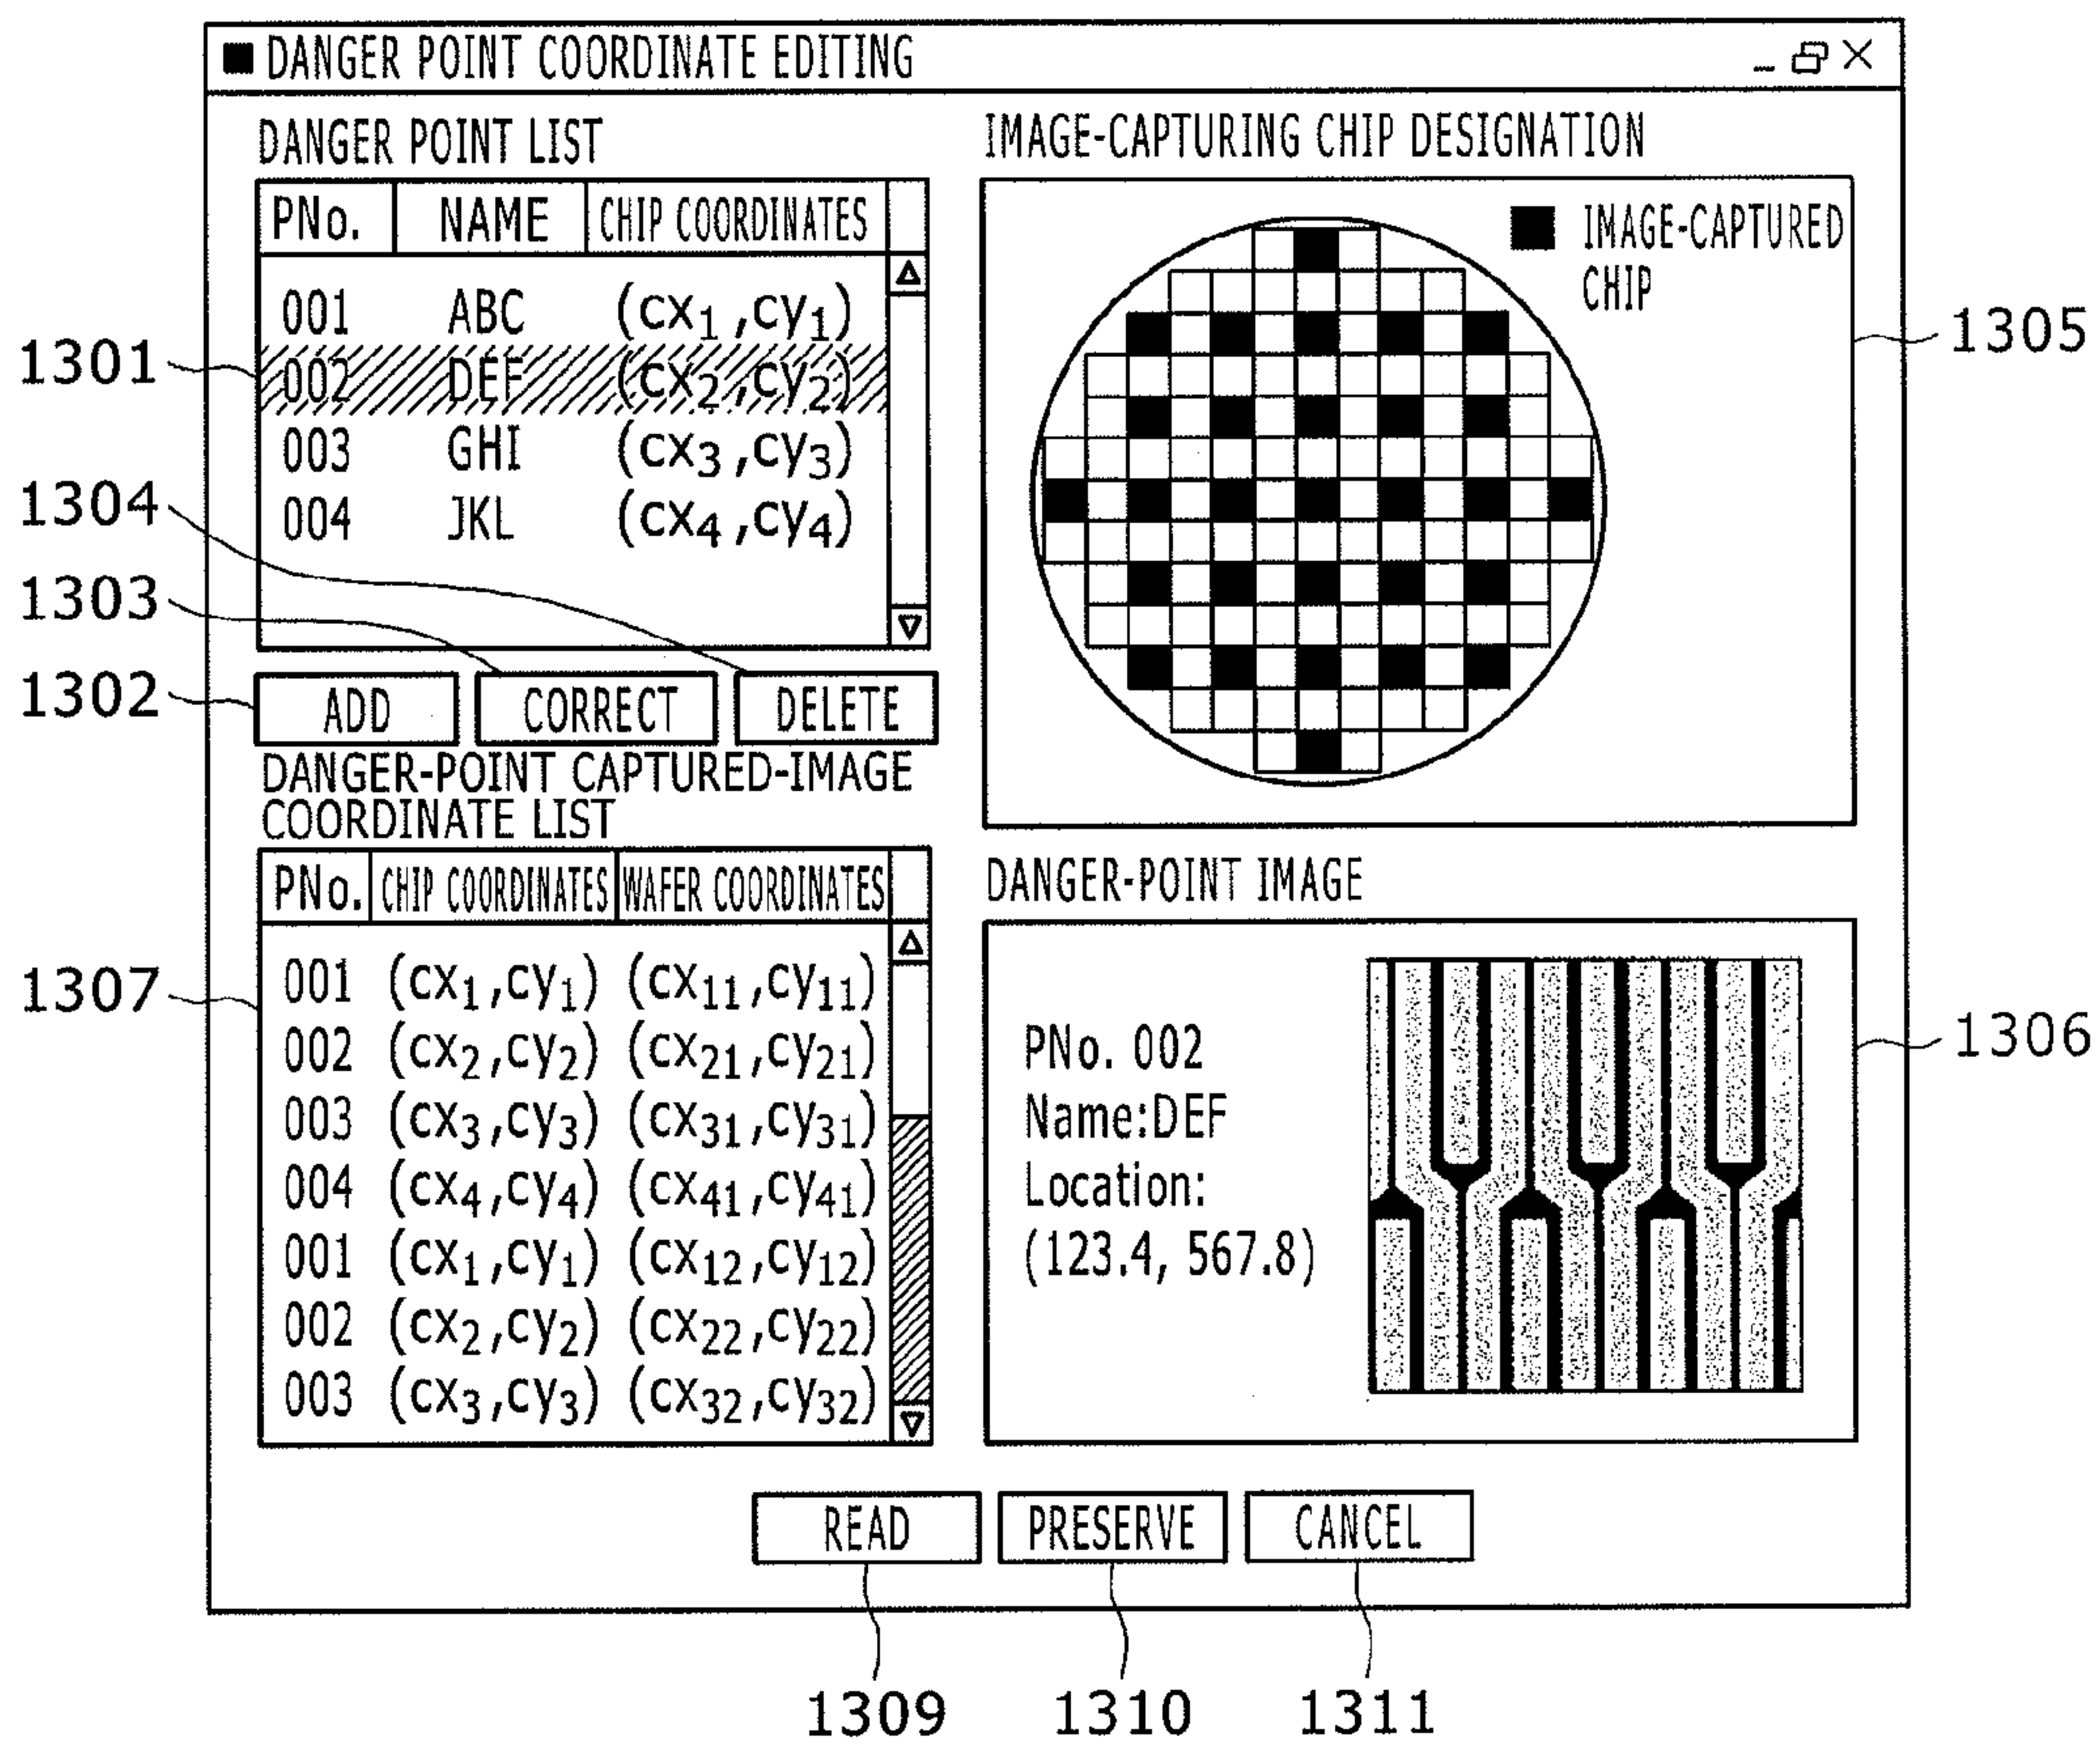 DANGER POINT COORDINATE EDITING
DANGER POINT LIST
PNo. NAME CHIP COORDINATES
001 ABC (cx₁,cy₁)
002 DEF (cx₂,cy₂)
003 GHI (cx₃,cy₃)
004 JKL (cx₄,cy₄)
1301
1304
1303
1302
ADD CORRECT DELETE
IMAGE-CAPTURING CHIP DESIGNATION
IMAGE-CAPTURED
CHIP
1305
DANGER-POINT CAPTURED-IMAGE
COORDINATE LIST
PNo. CHIP COORDINATES WAFER COORDINATES
001 (cx₁,cy₁) (cx₁₁,cy₁₁)
002 (cx₂,cy₂) (cx₂₁,cy₂₁)
003 (cx₃,cy₃) (cx₃₁,cy₃₁)
004 (cx₄,cy₄) (cx₄₁,cy₄₁)
001 (cx₁,cy₁) (cx₁₂,cy₁₂)
002 (cx₂,cy₂) (cx₂₂,cy₂₂)
003 (cx₃,cy₃) (cx₃₂,cy₃₂)
1307
DANGER-POINT IMAGE
PNo. 002
Name:DEF
Location:
(123.4, 567.8)
1306
READ PRESERVE CANCEL
1309 1310 1311